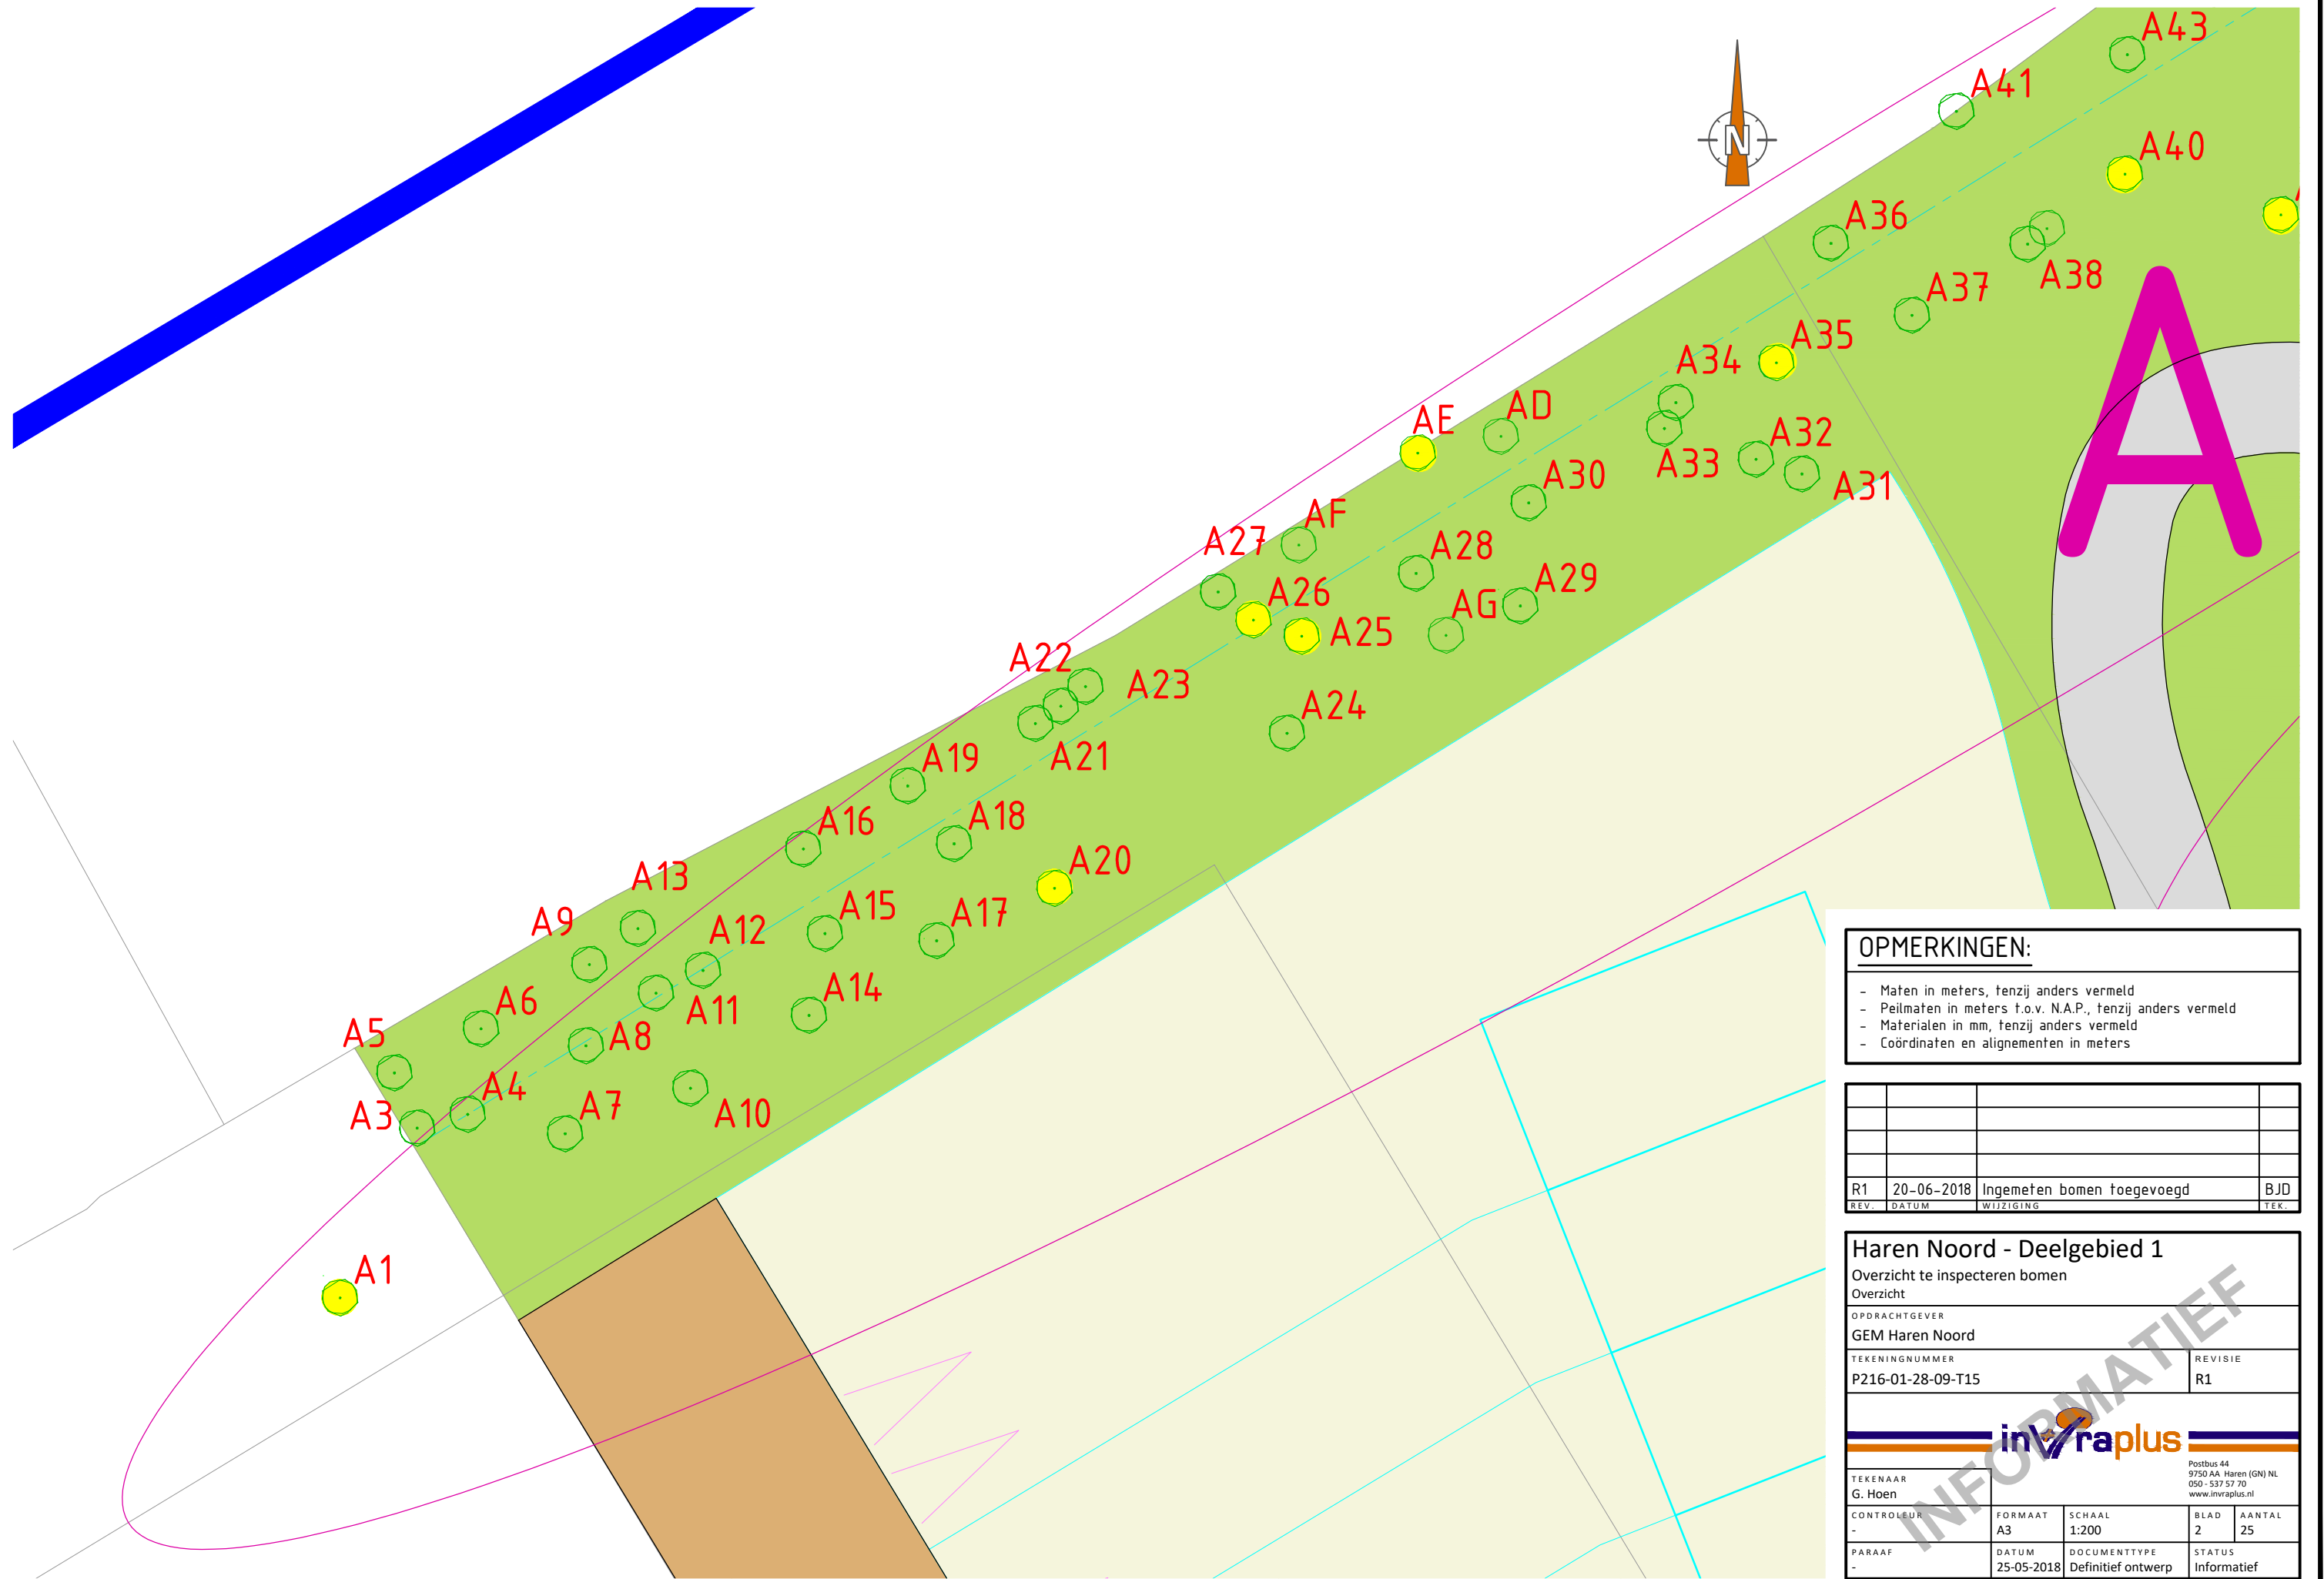 A43
A41
N
A40
A36
A38
A37
A
A35
A34
AE
AD
A32
A33
A30
A31
AF
A27
A28
A26
A29
AG
A25
A22
A23
A24
A21
A19
A16
A18
A20
A13
A15
A17
A9
A12
A14
A6
A11
A5
A8
A4
A7
A3
A10
A1
OPMERKINGEN:
- Maten in meters, tenzij anders vermeld
- Peilmaten in meters t.o.v. N.A.P., tenzij anders vermeld
- Materialen in mm, tenzij anders vermeld
- Coördinaten en alignementen in meters
R1 20-06-2018 Ingemeten bomen toegevoegd BJD
REV. DATUM WIJZIGING TEK.
Haren Noord - Deelgebied 1
Overzicht te inspecteren bomen
Overzicht
OPDRACHTGEVER
GEM Haren Noord
TEKENINGNUMMER REVISIE
P216-01-28-09-T15 R1
invraplus
Postbus 44
9750 AA Haren (GN) NL
050 - 537 57 70
www.invraplus.nl
TEKENAAR
G. Hoen
CONTROLEUR FORMAAT SCHAAL BLAD AANTAL
- A3 1:200 2 25
PARAAF DATUM DOCUMENTTYPE STATUS
- 25-05-2018 Definitief ontwerp Informatief
INFORMATIEF